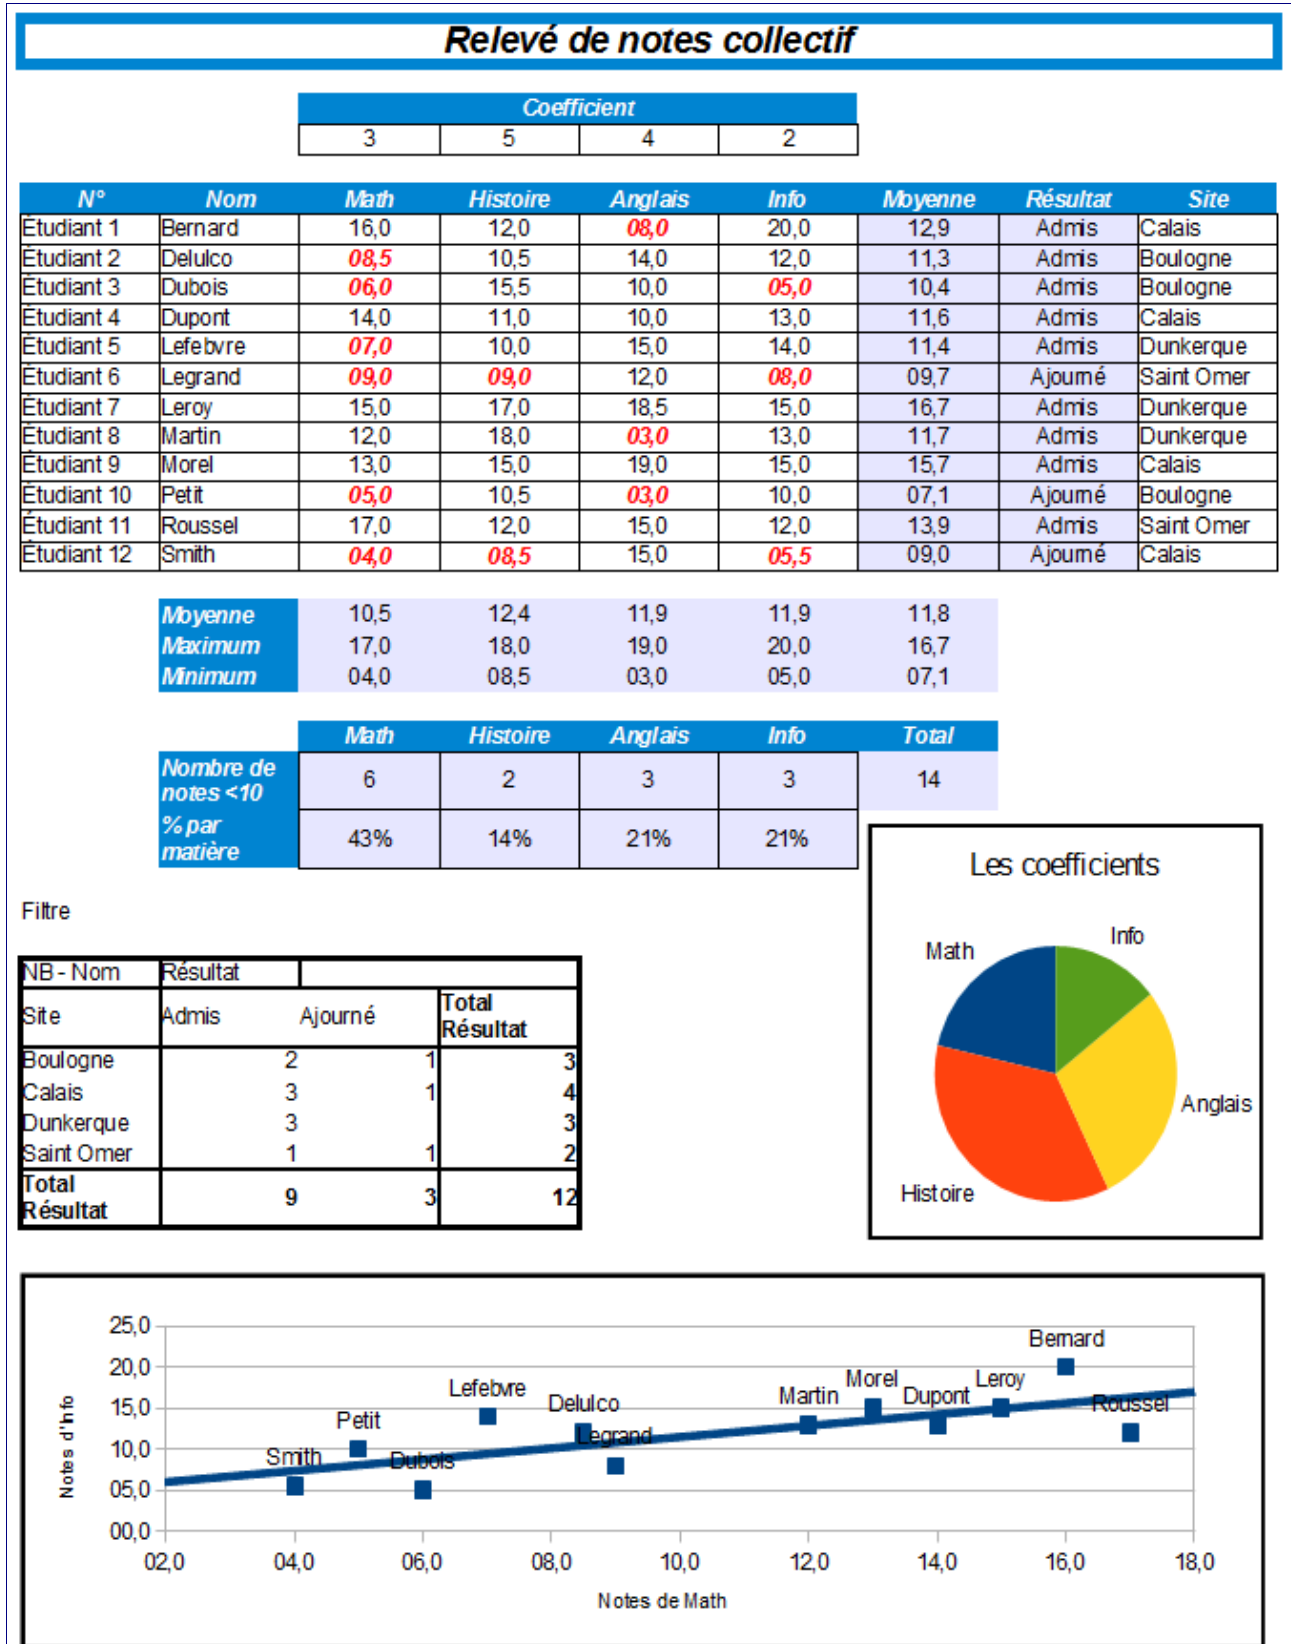 Relevé de notes collectif
Coefficient
3 5 4 2
N° Nom Math Histoire Anglais Info Moyenne Résultat Site
Étudiant 1 Bernard 16,0 12,0 08,0 20,0 12,9 Admis Calais
Étudiant 2 Delulco 08,5 10,5 14,0 12,0 11,3 Admis Boulogne
Étudiant 3 Dubois 06,0 15,5 10,0 05,0 10,4 Admis Boulogne
Étudiant 4 Dupont 14,0 11,0 10,0 13,0 11,6 Admis Calais
Étudiant 5 Lefebvre 07,0 10,0 15,0 14,0 11,4 Admis Dunkerque
Étudiant 6 Legrand 09,0 09,0 12,0 08,0 09,7 Ajourné Saint Omer
Étudiant 7 Leroy 15,0 17,0 18,5 15,0 16,7 Admis Dunkerque
Étudiant 8 Martin 12,0 18,0 03,0 13,0 11,7 Admis Dunkerque
Étudiant 9 Morel 13,0 15,0 19,0 15,0 15,7 Admis Calais
Étudiant 10 Petit 05,0 10,5 03,0 10,0 07,1 Ajourné Boulogne
Étudiant 11 Roussel 17,0 12,0 15,0 12,0 13,9 Admis Saint Omer
Étudiant 12 Smith 04,0 08,5 15,0 05,5 09,0 Ajourné Calais
Moyenne 10,5 12,4 11,9 11,9 11,8
Maximum 17,0 18,0 19,0 20,0 16,7
Minimum 04,0 08,5 03,0 05,0 07,1
Math Histoire Anglais Info Total
Nombre de
notes <10 6 2 3 3 14
% par
matière 43% 14% 21% 21%
Les coefficients
Info
Math
Anglais
Histoire
Filtre
NB - Nom Résultat
Site Admis Ajourné Total
Résultat
Boulogne 2 1 3
Calais 3 1 4
Dunkerque 3 3
Saint Omer 1 1 2
Total
Résultat 9 3 12
25,0
20,0
15,0
10,0
05,0
00,0
Notes d'Info
Bernard
Morel Leroy
Lefebvre Delulco Martin Dupont Roussel
Petit
Legrand
Smith Dubois
02,0 04,0 06,0 08,0 10,0 12,0 14,0 16,0 18,0
Notes de Math